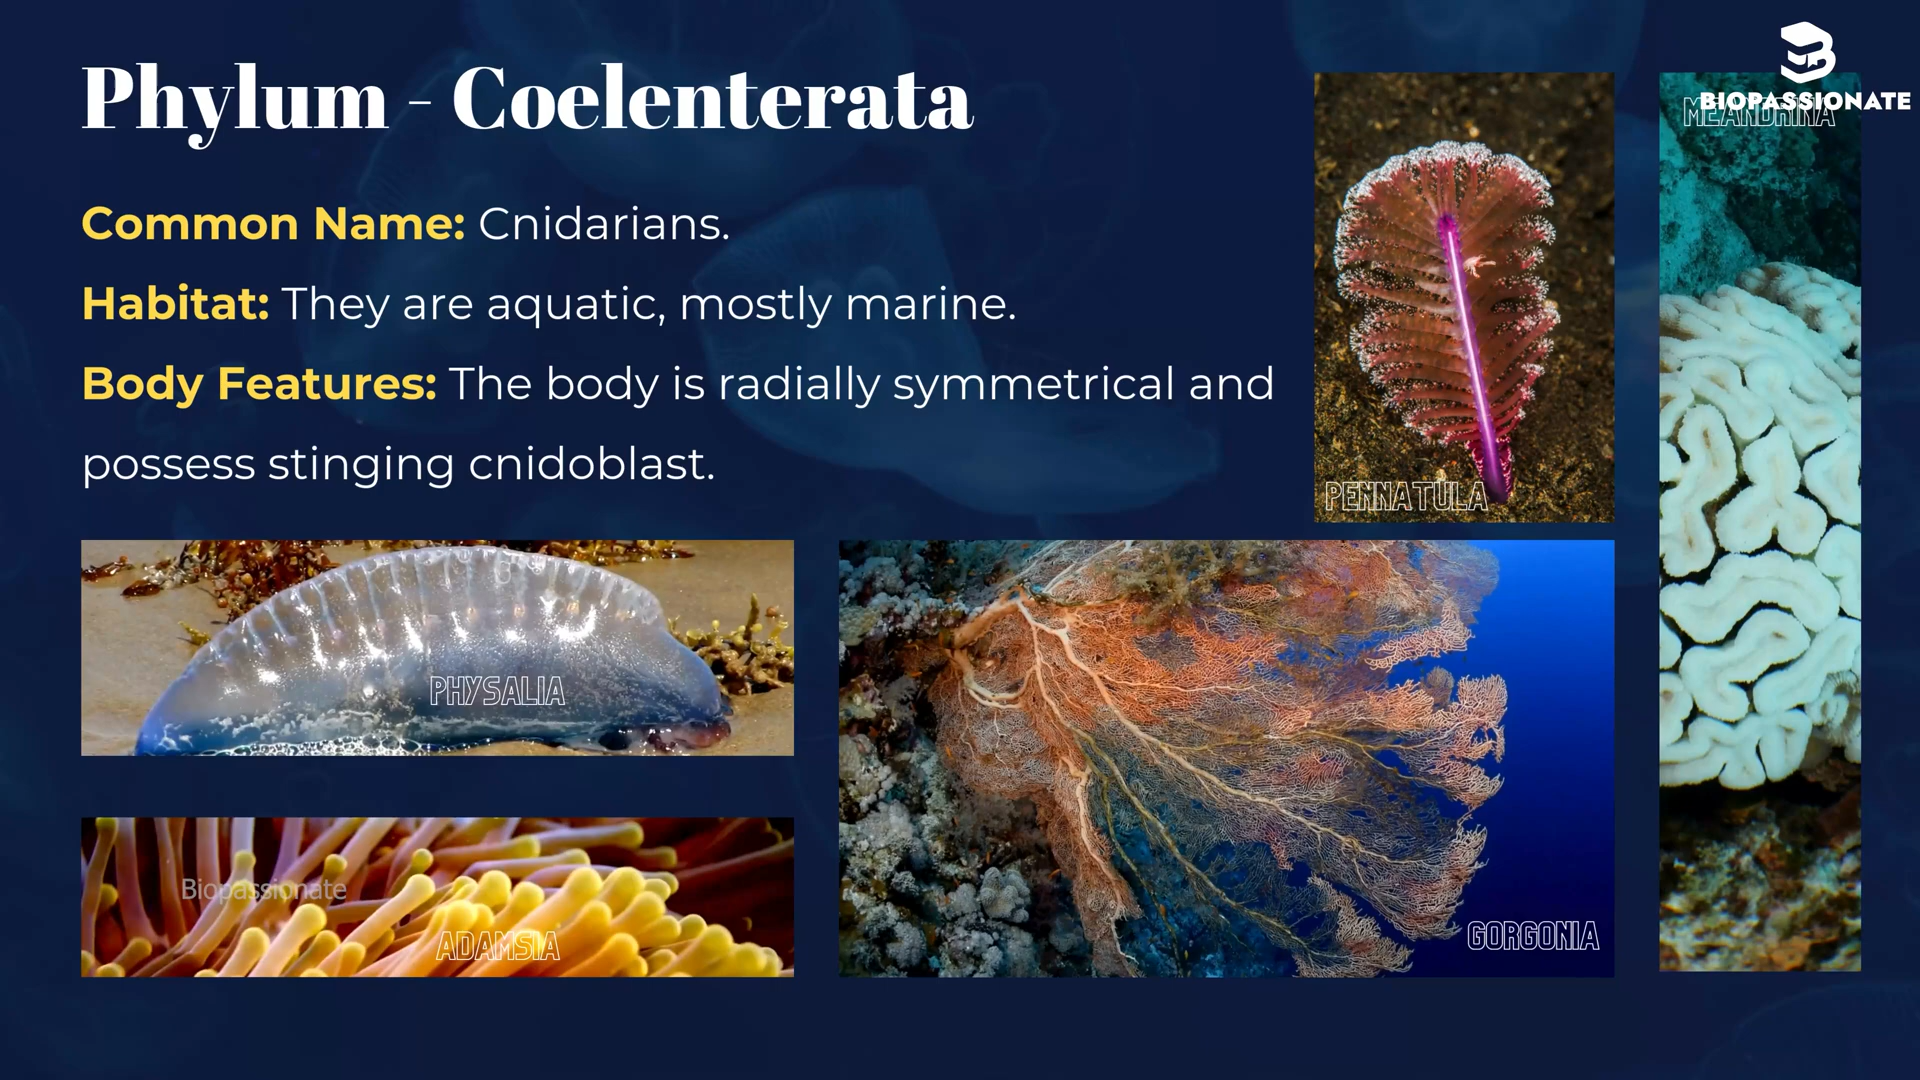 Phylum - Coelenterata
BIOPASSIONATE
MEANDRINA
Common Name: Cnidarians.
Habitat: They are aquatic, mostly marine.
Body Features: The body is radially symmetrical and
possess stinging cnidoblast.
PENNATULA
PHYSALIA
Biopassionate
ADAMSIA
GORGONIA